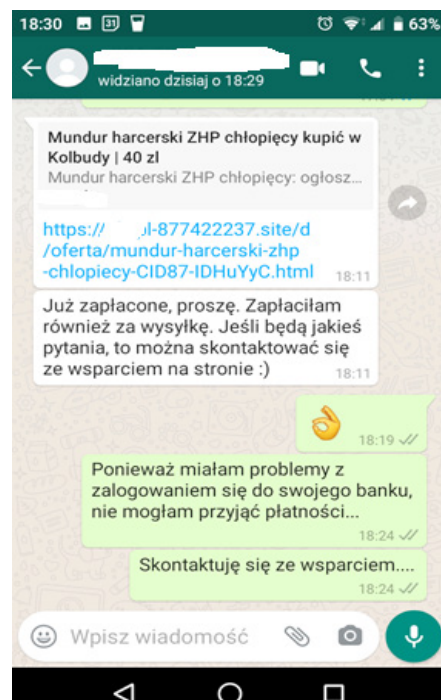 18:30
31
63%
widziano dzisiaj o 18:29
Mundur harcerski ZHP chłopięcy kupić w
Kolbudy | 40 zl
Mundur harcerski ZHP chłopięcy: ogłosz...
https:// l-877422237.site/d
/oferta/mundur-harcerski-zhp
-chlopiecy-CID87-IDHuYyC.html
18:11
Już zapłacone, proszę. Zapłaciłam
również za wysyłkę. Jeśli będą jakieś
pytania, to można skontaktować się
ze wsparciem na stronie :)
18:11
18:19
Ponieważ miałam problemy z
zalogowaniem się do swojego banku,
nie mogłam przyjąć płatności...
18:24
Skontaktuję się ze wsparciem....
18:24
Wpisz wiadomość